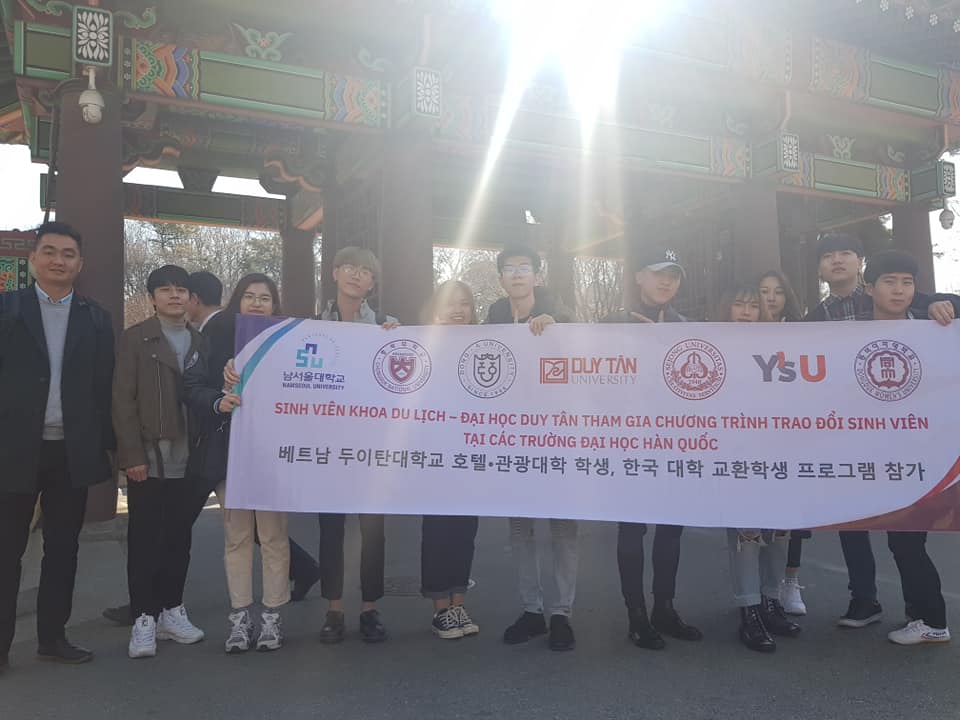 남서울대학교
NAMSEOUL UNIVERSITY
DUY TÂN
UNIVERSITY
Y'sU
SINH VIÊN KHOA DU LỊCH – ĐẠI HỌC DUY TÂN THAM GIA CHƯƠNG TRÌNH TRAO ĐỔI SINH VIÊN
TẠI CÁC TRƯỜNG ĐẠI HỌC HÀN QUỐC
베트남 두이탄대학교 호텔•관광대학 학생, 한국 대학 교환학생 프로그램 참가